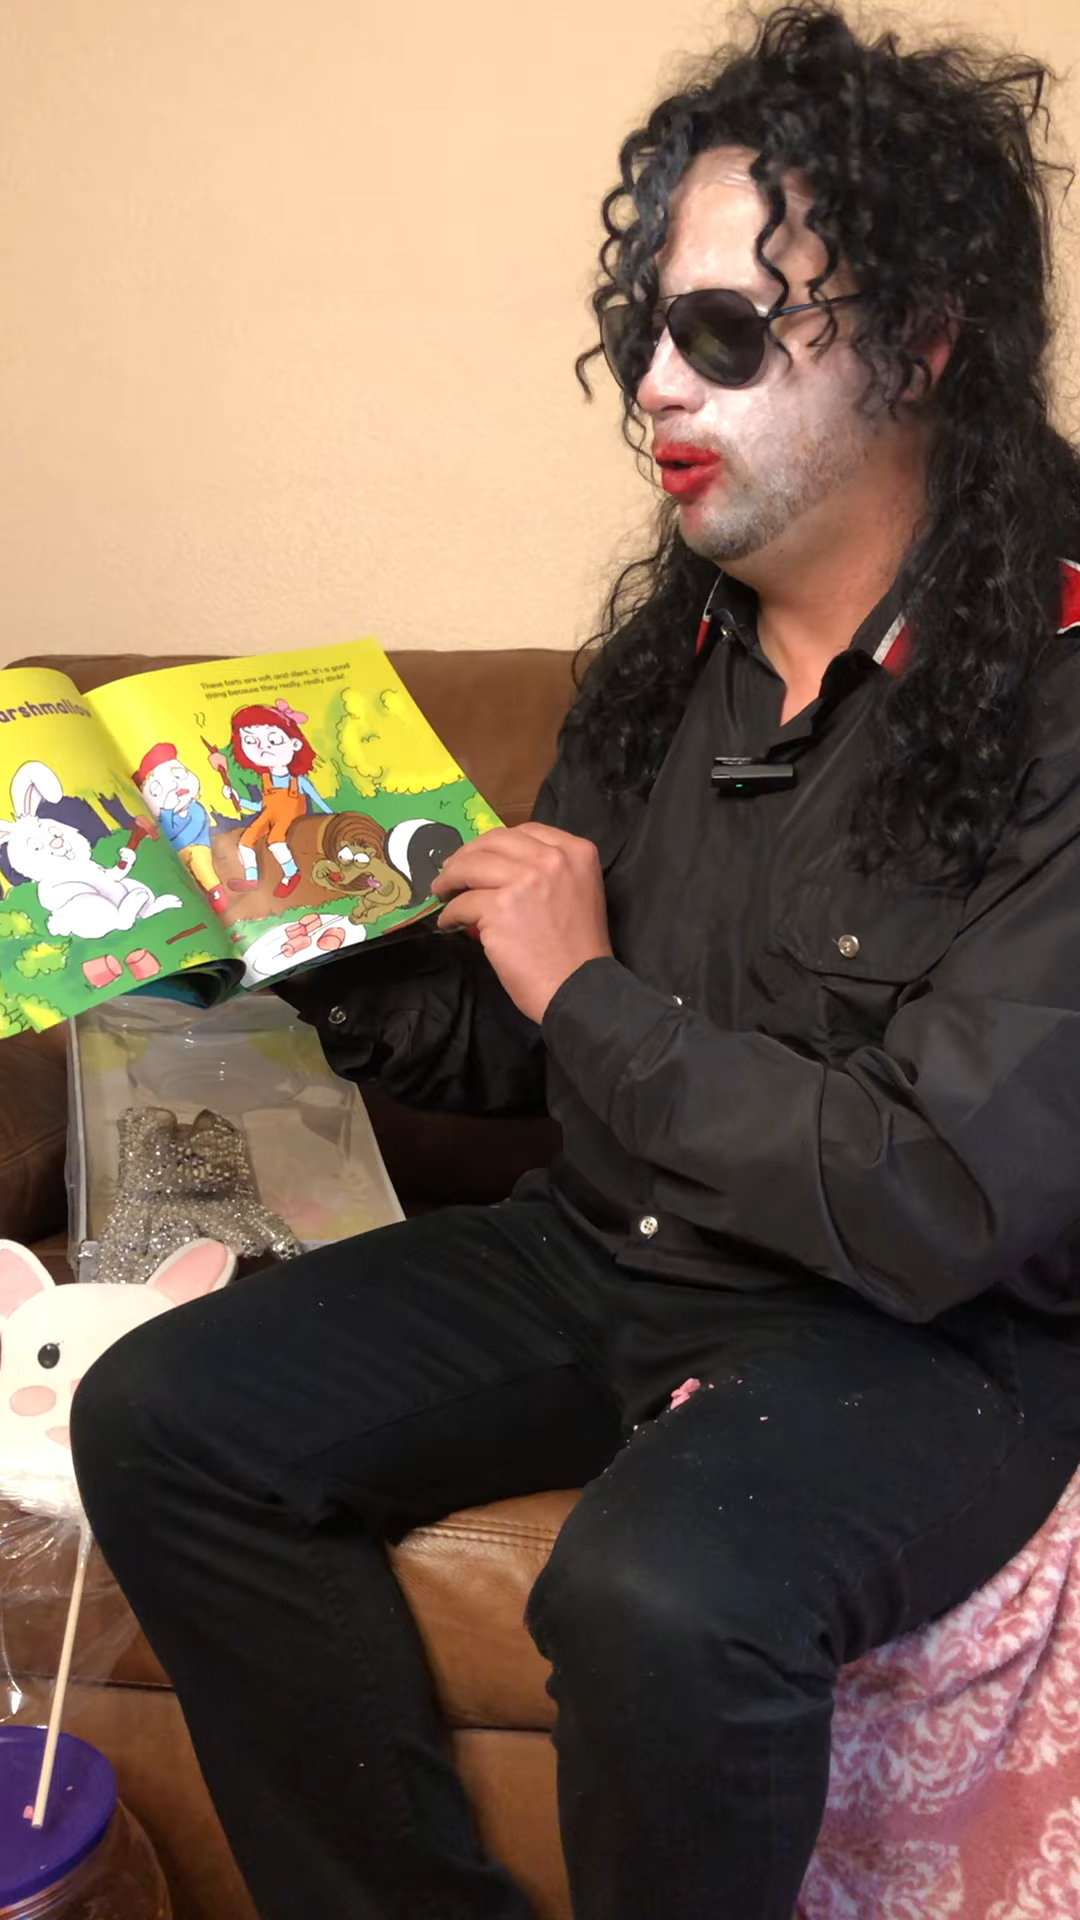 arshmallow
These farts are soft and silent. It's a good
thing because they really, really stink!